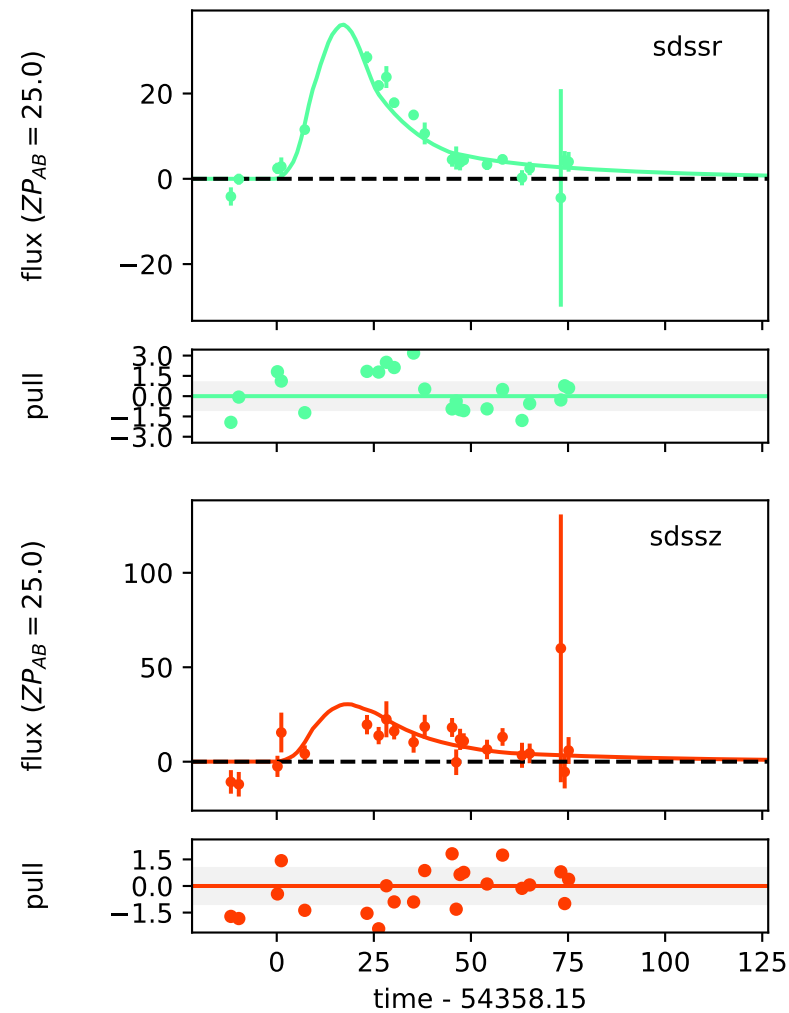 sdssr
flux (ZP_AB = 25.0)
20
0
−20
pull
3.0
1.5
0.0
−1.5
−3.0
sdssz
flux (ZP_AB = 25.0)
100
50
0
pull
1.5
0.0
−1.5
0 25 50 75 100 125
time - 54358.15